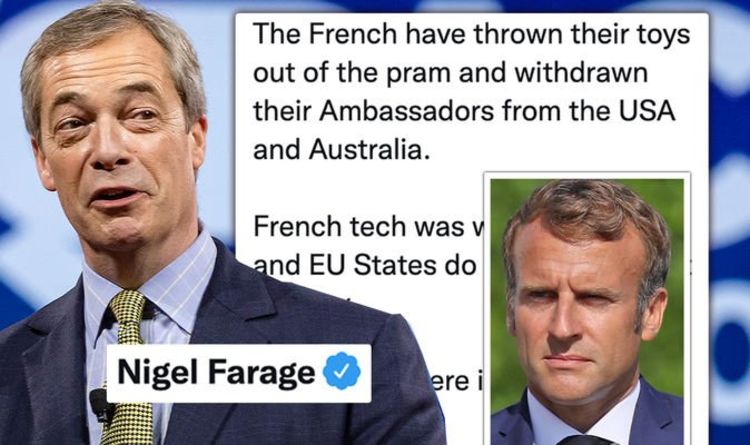 The French have thrown their toys
out of the pram and withdrawn
their Ambassadors from the USA
and Australia.
French tech was
and EU States do
Nigel Farage